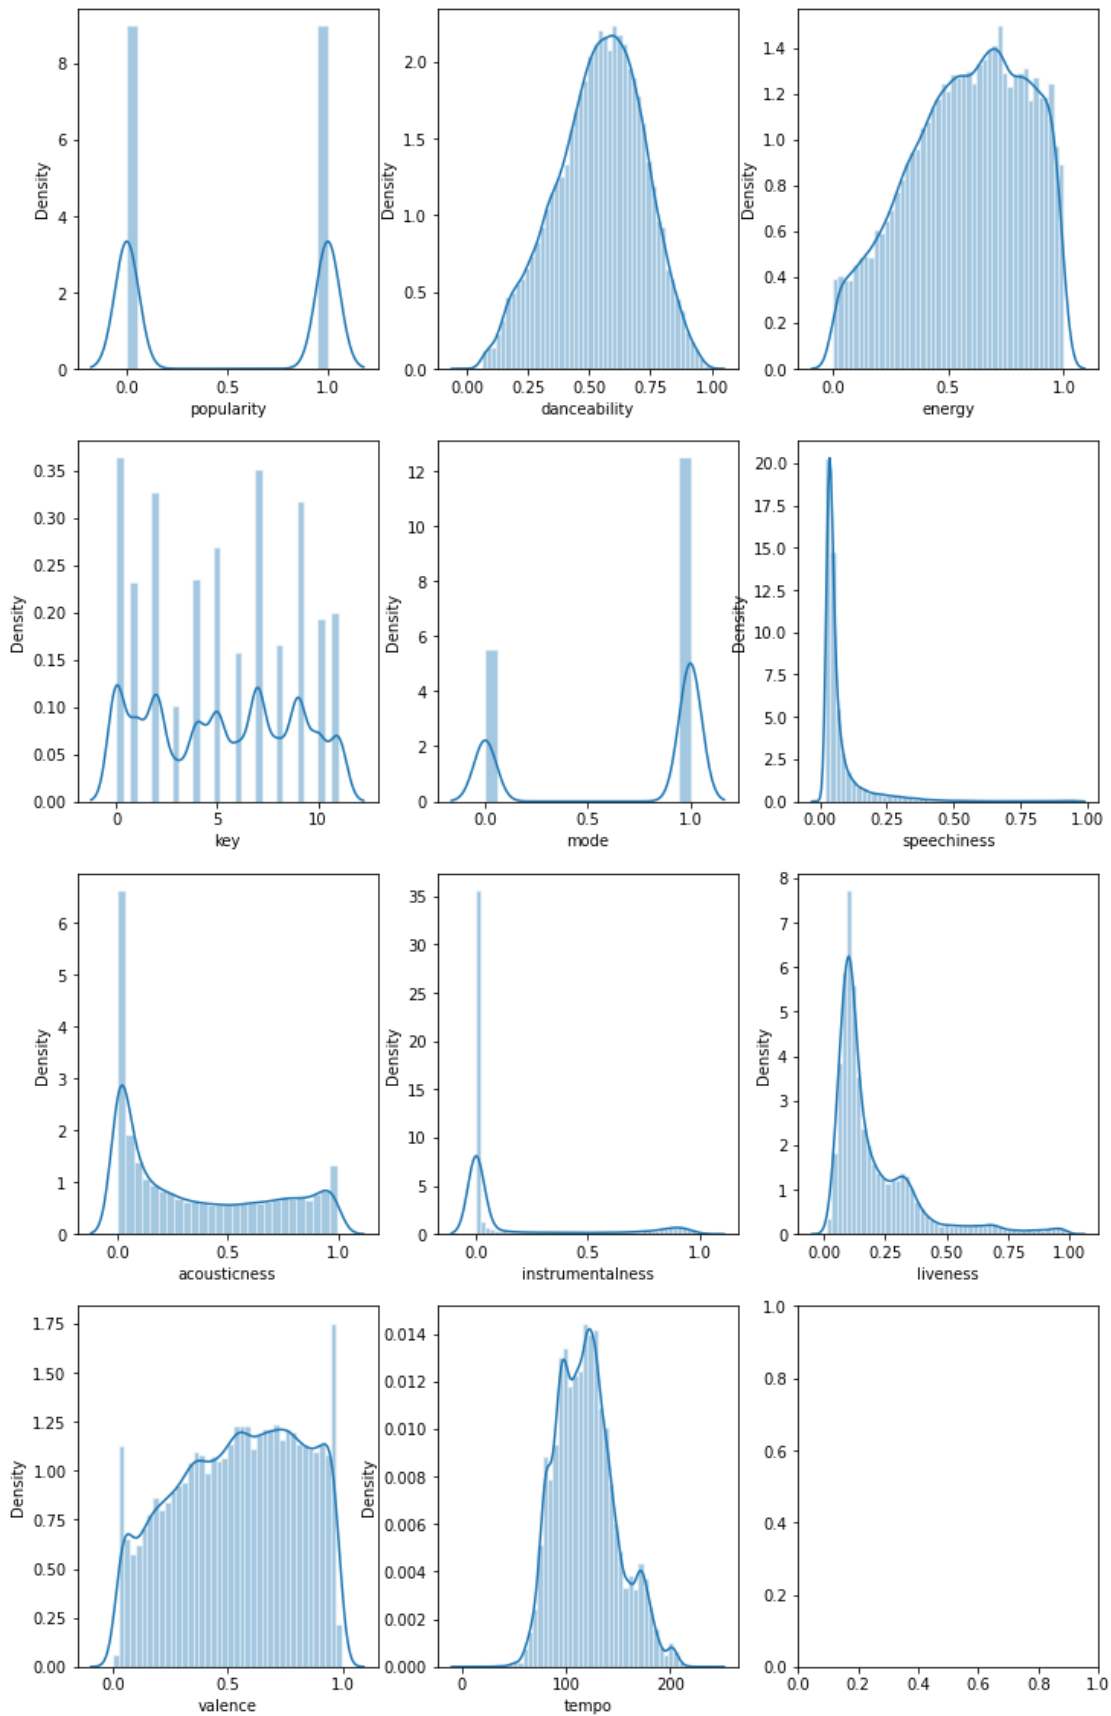 8
6
4
2
0
Density
0.0 0.5 1.0
popularity
2.0
1.5
1.0
0.5
0.0
Density
0.00 0.25 0.50 0.75 1.00
danceability
1.4
1.2
1.0
0.8
0.6
0.4
0.2
0.0
Density
0.0 0.5 1.0
energy
0.35
0.30
0.25
0.20
0.15
0.10
0.05
0.00
Density
0 5 10
key
12
10
8
6
4
2
0
Density
0.0 0.5 1.0
mode
20.0
17.5
15.0
12.5
10.0
7.5
5.0
2.5
0.0
Density
0.00 0.25 0.50 0.75 1.00
speechiness
6
5
4
3
2
1
0
Density
0.0 0.5 1.0
acousticness
35
30
25
20
15
10
5
0
Density
0.0 0.5 1.0
instrumentalness
8
7
6
5
4
3
2
1
0
Density
0.00 0.25 0.50 0.75 1.00
liveness
1.75
1.50
1.25
1.00
0.75
0.50
0.25
0.00
Density
0.0 0.5 1.0
valence
0.014
0.012
0.010
0.008
0.006
0.004
0.002
0.000
Density
0 100 200
tempo
1.0
0.8
0.6
0.4
0.2
0.0
0.0 0.2 0.4 0.6 0.8 1.0